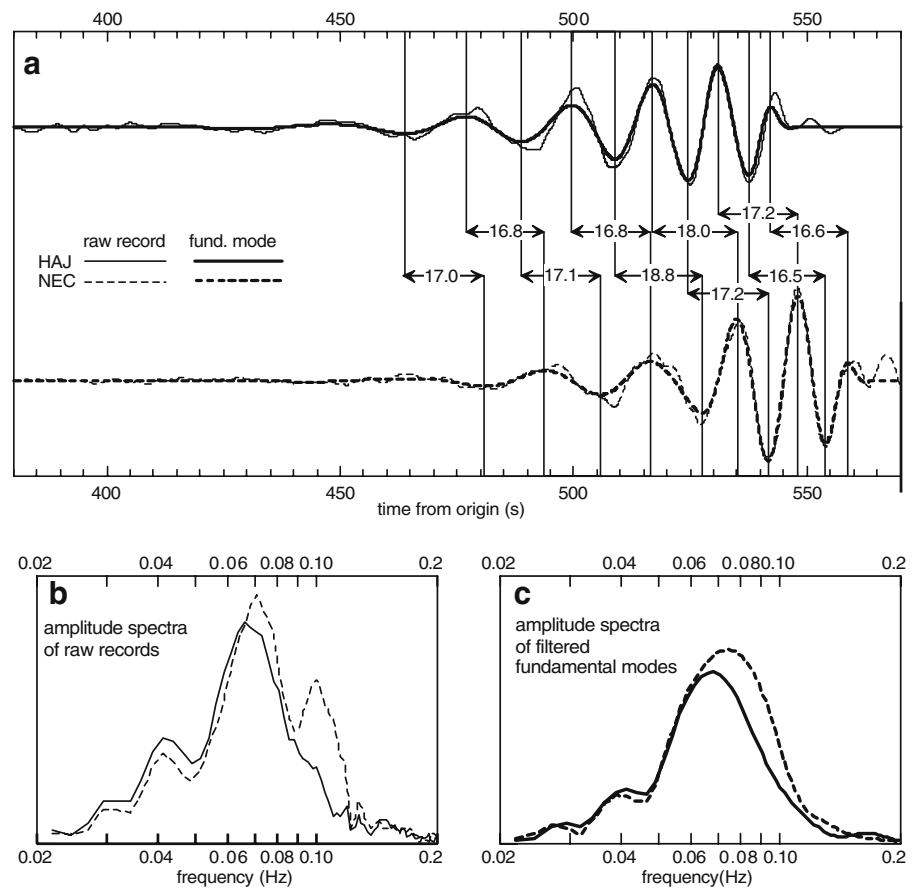 400 450 500 550
a
17.2
16.8 16.8 18.0 16.6
raw record fund. mode
HAJ
NEC
17.0 17.1 18.8 16.5
17.2
400 450 500 550
time from origin (s)
0.02 0.04 0.06 0.08 0.10 0.2
b
amplitude spectra
of raw records
0.02 0.04 0.06 0.08 0.10 0.2
frequency (Hz)
0.02 0.04 0.06 0.08 0.10 0.2
c
amplitude spectra
of filtered
fundamental modes
0.02 0.04 0.06 0.08 0.10 0.2
frequency(Hz)